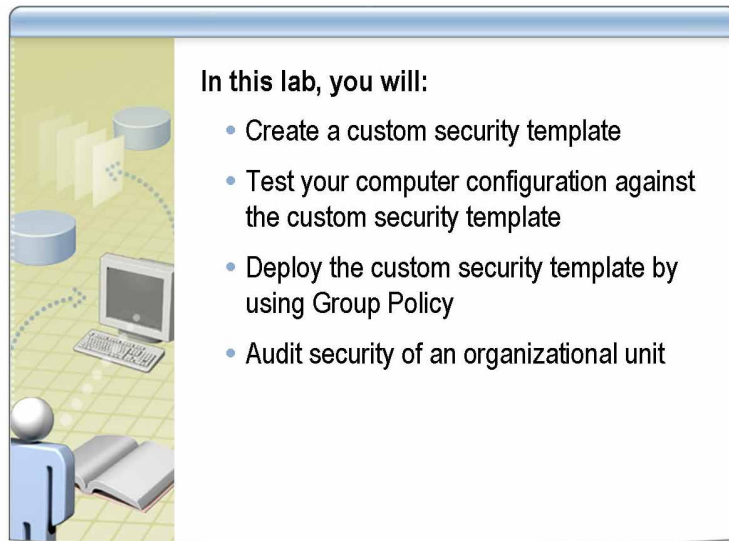 In this lab, you will:
• Create a custom security template
• Test your computer configuration against
the custom security template
• Deploy the custom security template by
using Group Policy
• Audit security of an organizational unit